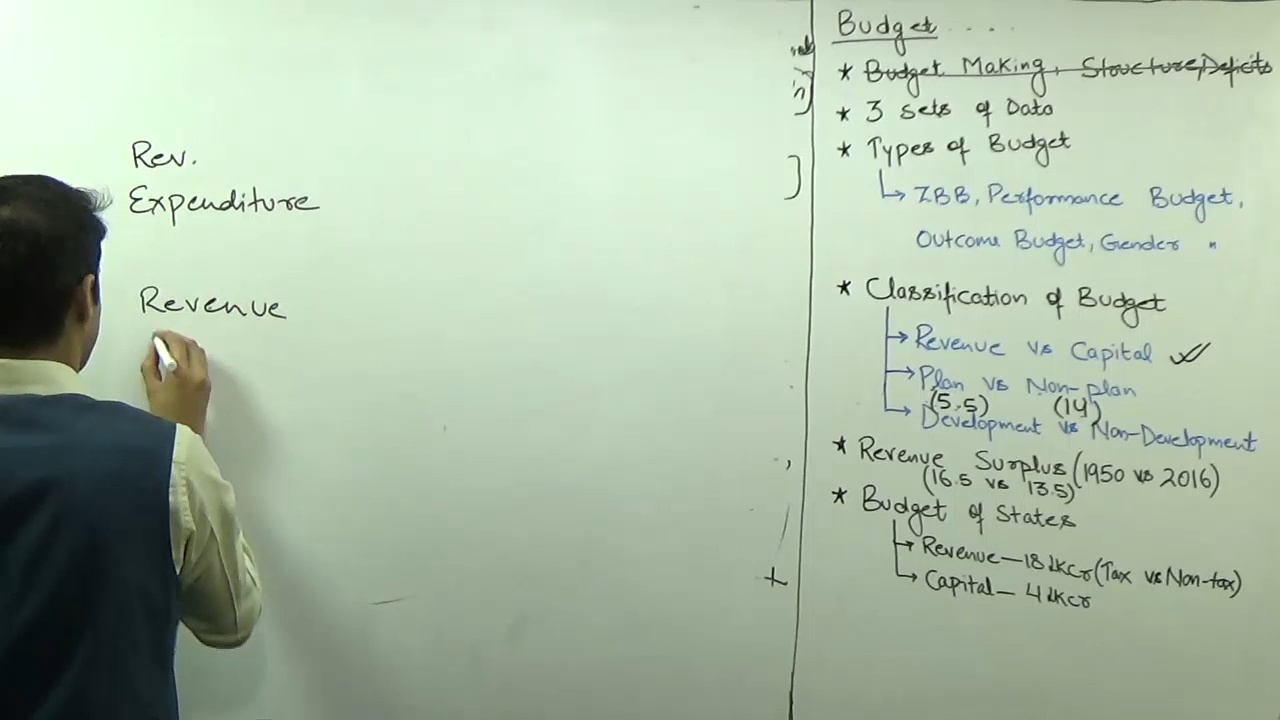 Rev.
Expenditure
Revenue
Budget ....
* Budget Making, Structure, Deficits
* 3 Sets of Data
* Types of Budget
ZBB, Performance Budget,
Outcome Budget, Gender "
* Classification of Budget
Revenue vs Capital ✓
Plan vs Non-plan
(5.5) (14)
Development vs Non-Development
* Revenue Surplus (1950 vs 2016)
(16.5 vs 13.5)
* Budget of States
Revenue — 18 LKCr (Tax vs Non-tax)
Capital — 4 LKCr